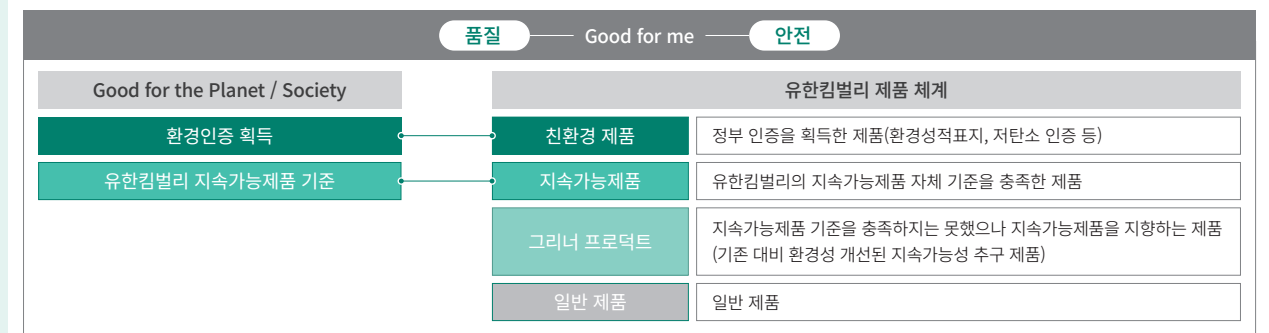 품질 Good for me 안전
Good for the Planet / Society
유한킴벌리 제품 체계
환경인증 획득
친환경 제품
정부 인증을 획득한 제품(환경성적표지, 저탄소 인증 등)
유한킴벌리 지속가능제품 기준
지속가능제품
유한킴벌리의 지속가능제품 자체 기준을 충족한 제품
그리너 프로덕트
지속가능제품 기준을 충족하지는 못했으나 지속가능제품을 지향하는 제품
(기존 대비 환경성 개선된 지속가능성 추구 제품)
일반 제품
일반 제품